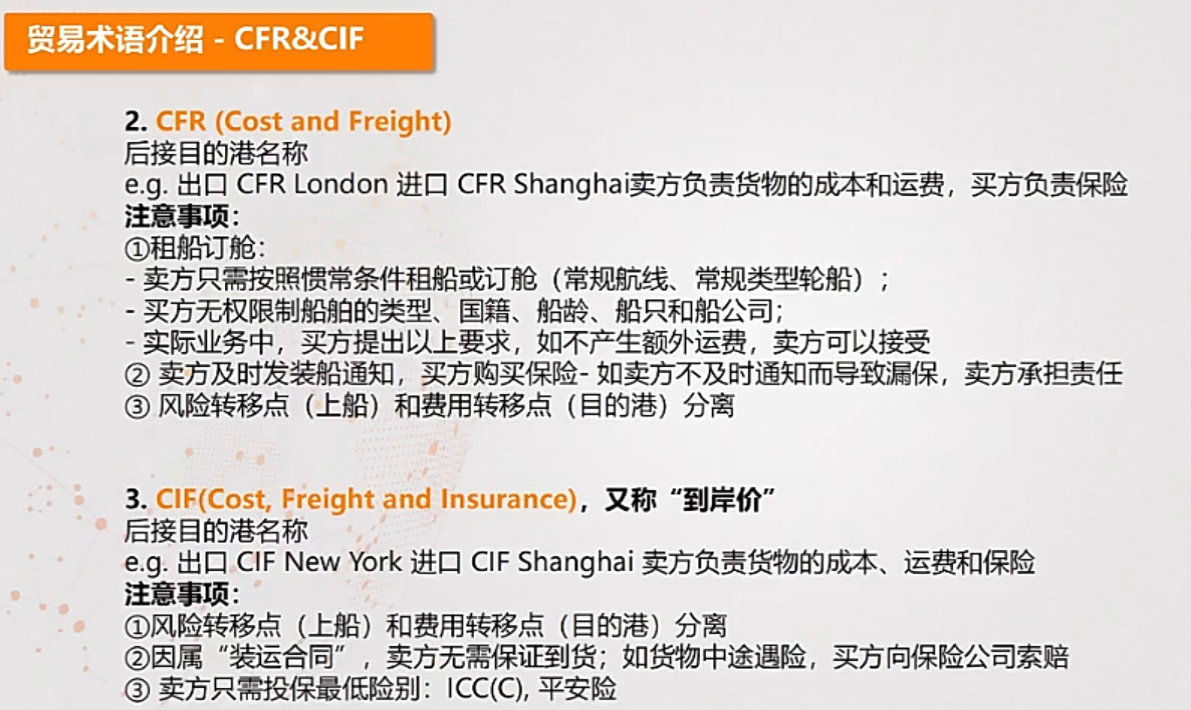 贸易术语介绍 - CFR&CIF
2. CFR (Cost and Freight)
后接目的港名称
e.g. 出口 CFR London 进口 CFR Shanghai卖方负责货物的成本和运费，买方负责保险
注意事项：
①租船订舱：
- 卖方只需按照惯常条件租船或订舱（常规航线、常规类型轮船）；
- 买方无权限制船舶的类型、国籍、船龄、船只和船公司；
- 实际业务中，买方提出以上要求，如不产生额外运费，卖方可以接受
② 卖方及时发装船通知，买方购买保险- 如卖方不及时通知而导致漏保，卖方承担责任
③ 风险转移点（上船）和费用转移点（目的港）分离
3. CIF(Cost, Freight and Insurance)，又称“到岸价”
后接目的港名称
e.g. 出口 CIF New York 进口 CIF Shanghai 卖方负责货物的成本、运费和保险
注意事项：
①风险转移点（上船）和费用转移点（目的港）分离
②因属“装运合同”，卖方无需保证到货；如货物中途遇险，买方向保险公司索赔
③ 卖方只需投保最低险别：ICC(C), 平安险